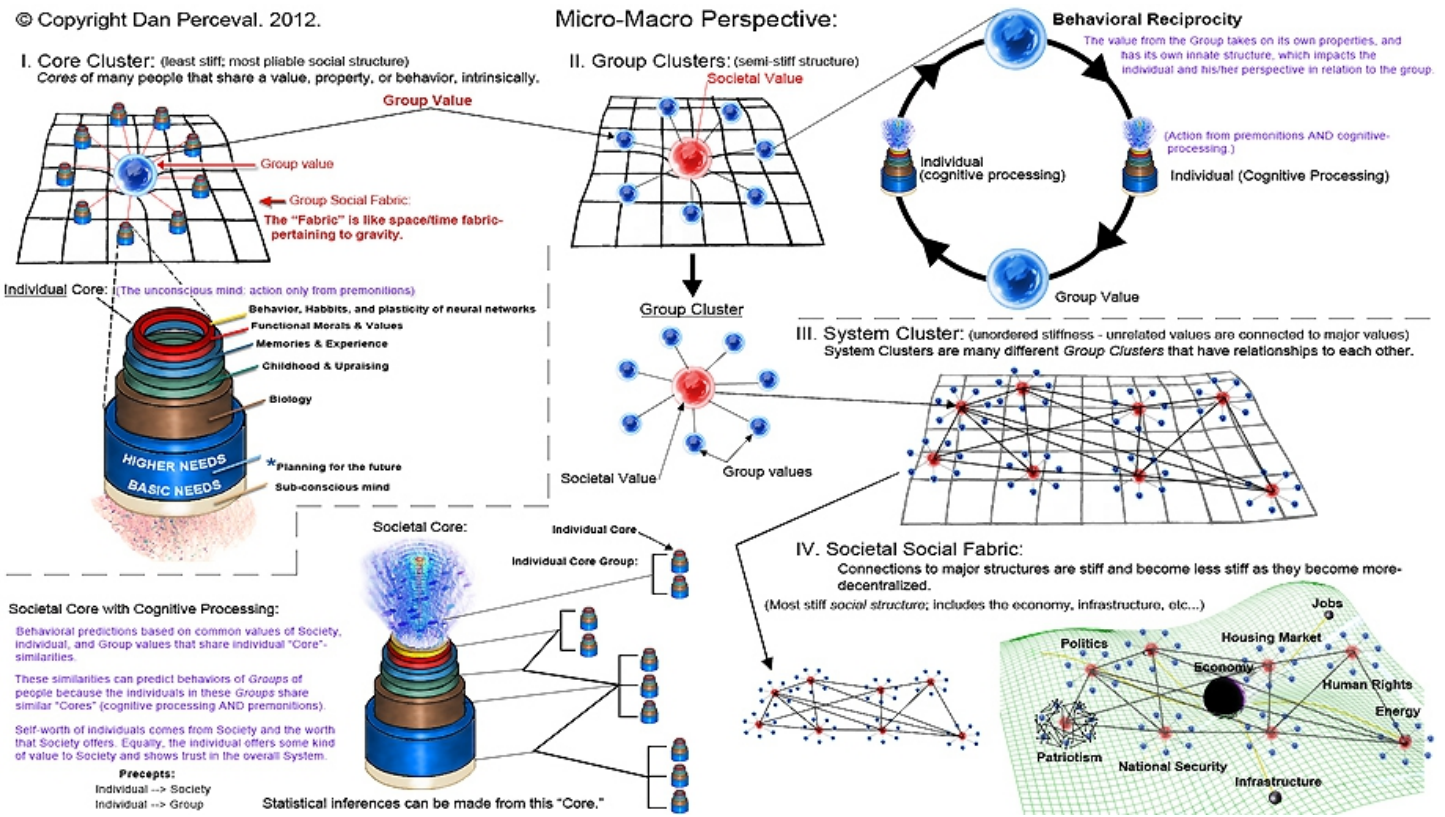 © Copyright Dan Perceval. 2012.
Micro-Macro Perspective:
I. Core Cluster: (least stiff; most pliable social structure)
Cores of many people that share a value, property, or behavior, intrinsically.
Group Value
Group value
Group Social Fabric:
The "Fabric" is like space/time fabric-
pertaining to gravity.
Individual Core: (The unconscious mind: action only from premonitions)
Behavior, Habbits, and plasticity of neural networks
Functional Morals & Values
Memories & Experience
Childhood & Upraising
Biology
HIGHER NEEDS
*Planning for the future
BASIC NEEDS
Sub-conscious mind
II. Group Clusters: (semi-stiff structure)
Societal Value
Group Cluster
Societal Value
Group values
Behavioral Reciprocity
The value from the Group takes on its own properties, and
has its own innate structure, which impacts the
individual and his/her perspective in relation to the group.
(Action from premonitions AND cognitive-
processing.)
Individual
(cognitive processing)
Individual (Cognitive Processing)
Group Value
III. System Cluster: (unordered stiffness - unrelated values are connected to major values)
System Clusters are many different Group Clusters that have relationships to each other.
Societal Core:
Individual Core
Individual Core Group:
Societal Core with Cognitive Processing:
Behavioral predictions based on common values of Society,
individual, and Group values that share individual "Core"-
similarities.
These similarities can predict behaviors of Groups of
people because the individuals in these Groups share
similar "Cores" (cognitive processing AND premonitions).
Self-worth of individuals comes from Society and the worth
that Society offers. Equally, the individual offers some kind
of value to Society and shows trust in the overall System.
Precepts:
Individual --> Society
Individual --> Group
Statistical inferences can be made from this "Core."
IV. Societal Social Fabric:
Connections to major structures are stiff and become less stiff as they become more-
decentralized.
(Most stiff social structure; includes the economy, infrastructure, etc...)
Jobs
Politics
Housing Market
Economy
Human Rights
Energy
Patriotism
National Security
Infrastructure